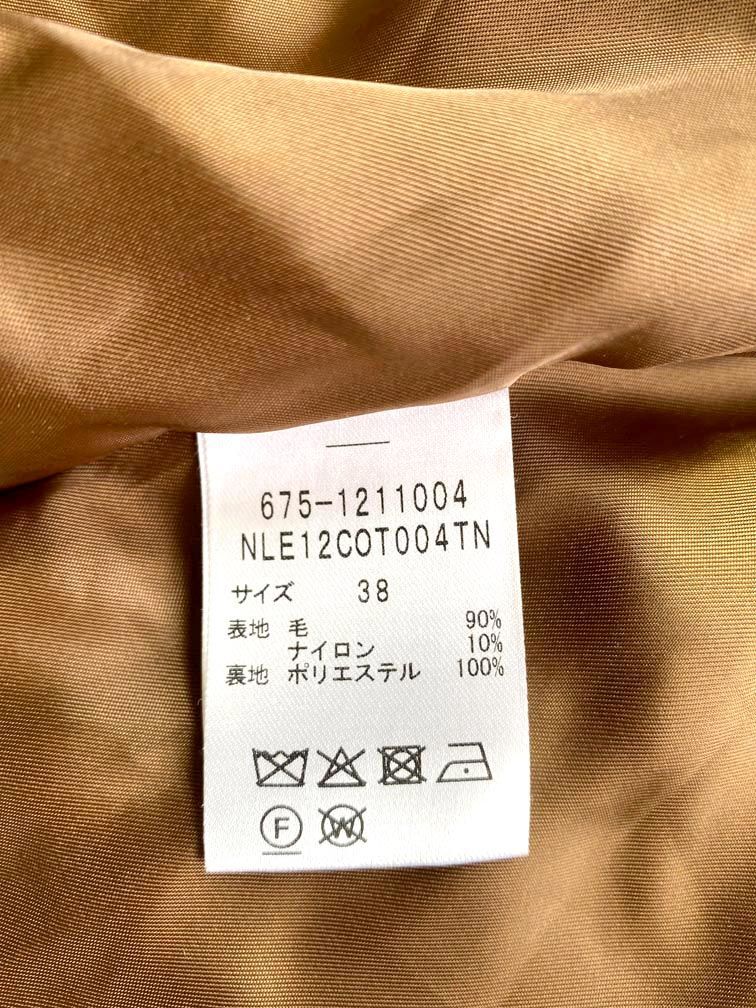 675-1211004
NLE12COT004TN
サイズ 38
表地 毛 90%
ナイロン 10%
裏地 ポリエステル 100%
F W